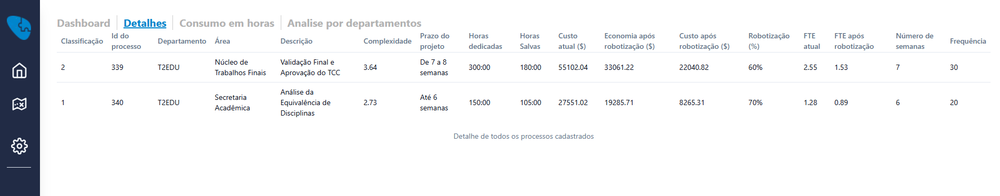 Dashboard Detalhes Consumo em horas Analise por departamentos
Classificação Id do processo Departamento Área Descrição Complexidade Prazo do projeto Horas dedicadas Horas Salvas Custo atual ($) Economia após robotização ($) Custo após robotização ($) Robotização (%) FTE atual FTE após robotização Número de semanas Frequência
2 339 T2EDU Núcleo de Trabalhos Finais Validação Final e Aprovação do TCC 3.64 De 7 a 8 semanas 300:00 180:00 55102.04 33061.22 22040.82 60% 2.55 1.53 7 30
1 340 T2EDU Secretaria Acadêmica Análise da Equivalência de Disciplinas 2.73 Até 6 semanas 150:00 105:00 27551.02 19285.71 8265.31 70% 1.28 0.89 6 20
Detalhe de todos os processos cadastrados